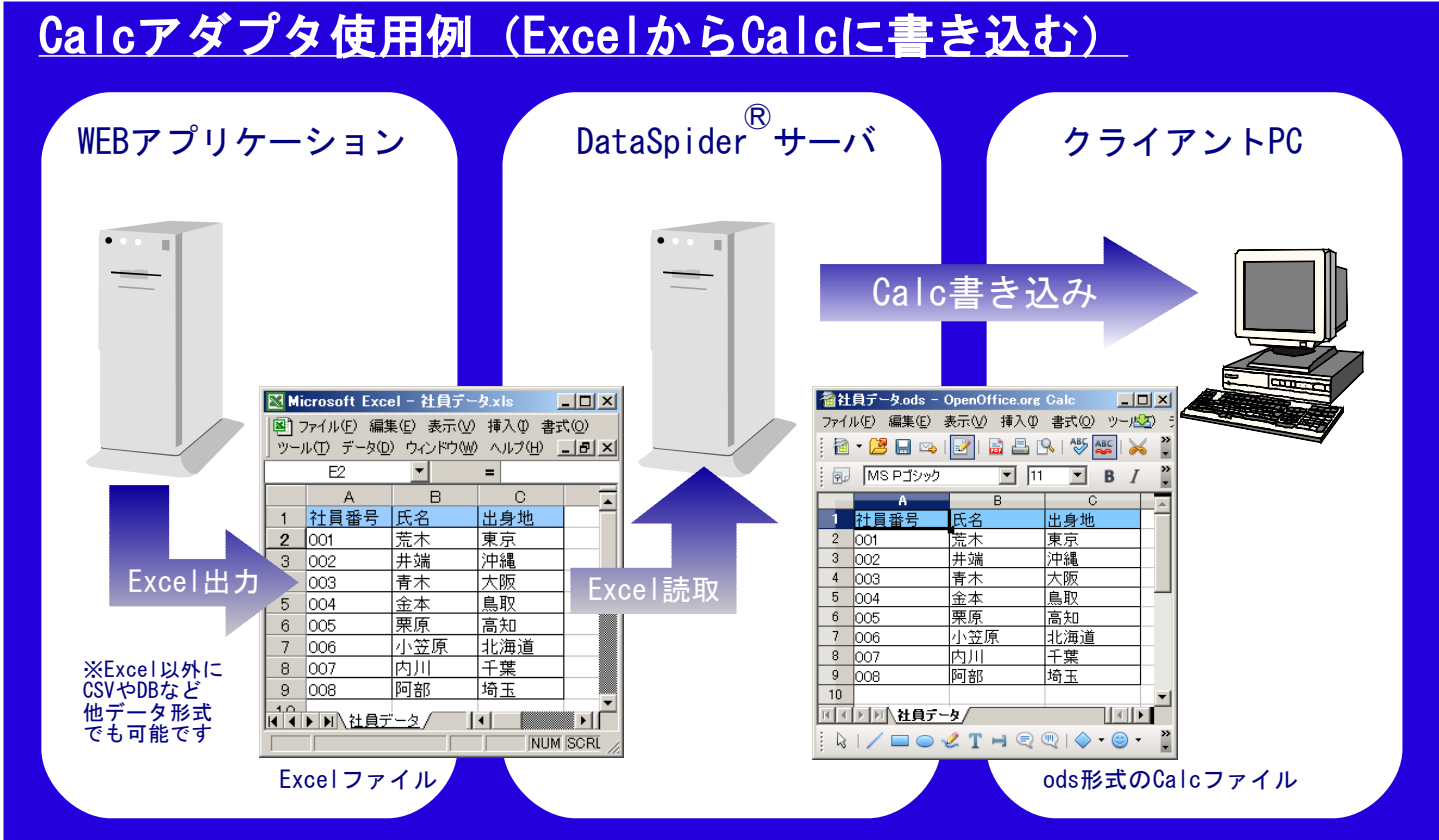 Calcアダプタ使用例（ExcelからCalcに書き込む）
WEBアプリケーション
DataSpider®サーバ
クライアントPC
Calc書き込み
Microsoft Excel - 社員データ.xls
ファイル(F) 編集(E) 表示(V) 挿入(I) 書式(O)
ツール(T) データ(D) ウィンドウ(W) ヘルプ(H)
E2 =
A B C
1 社員番号 氏名 出身地
2 001 荒木 東京
3 002 井端 沖縄
003 青木 大阪
5 004 金本 鳥取
6 005 栗原 高知
7 006 小笠原 北海道
8 007 内川 千葉
9 008 阿部 埼玉
10
社員データ
NUM SCRL
Excel出力
Excel読取
※Excel以外に
CSVやDBなど
他データ形式
でも可能です
Excelファイル
社員データ.ods - OpenOffice.org Calc
ファイル(F) 編集(E) 表示(V) 挿入(I) 書式(O) ツール
ABC ABC
MS Pゴシック 11 B I
A B C
1 社員番号 氏名 出身地
2 001 荒木 東京
3 002 井端 沖縄
4 003 青木 大阪
5 004 金本 鳥取
6 005 栗原 高知
7 006 小笠原 北海道
8 007 内川 千葉
9 008 阿部 埼玉
10
社員データ
T
ods形式のCalcファイル